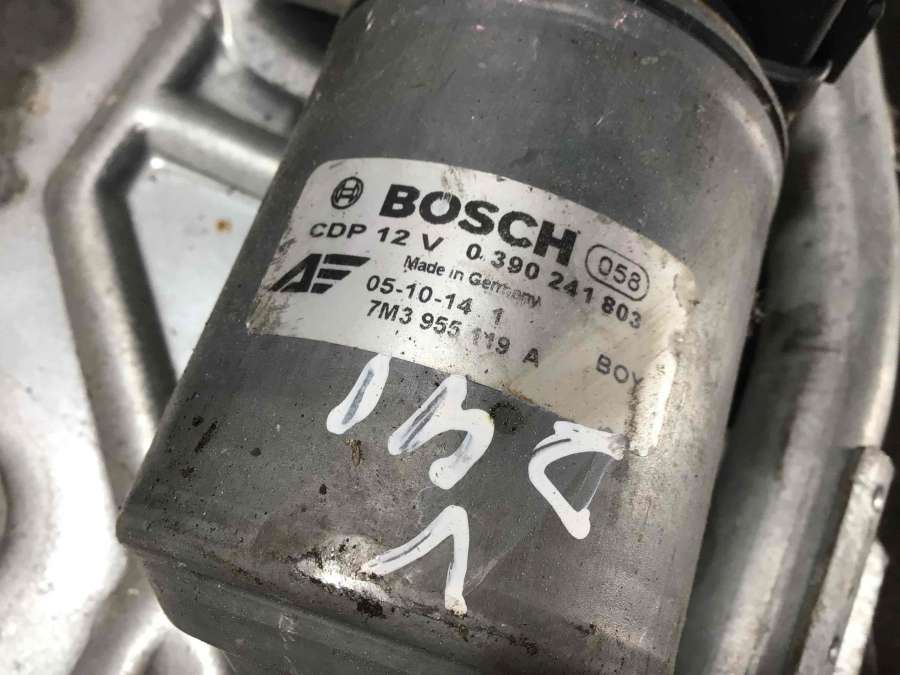 BOSCH 058
CDP 12 V 0 390 241 803
Made in Germany
AF 05-10-14 1
7M3 955 119 A BOY